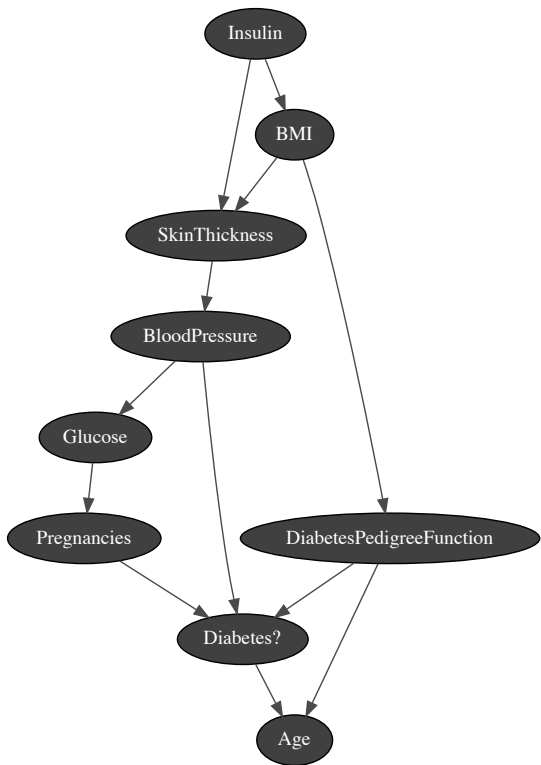 Insulin
BMI
SkinThickness
BloodPressure
Glucose
Pregnancies
DiabetesPedigreeFunction
Diabetes?
Age